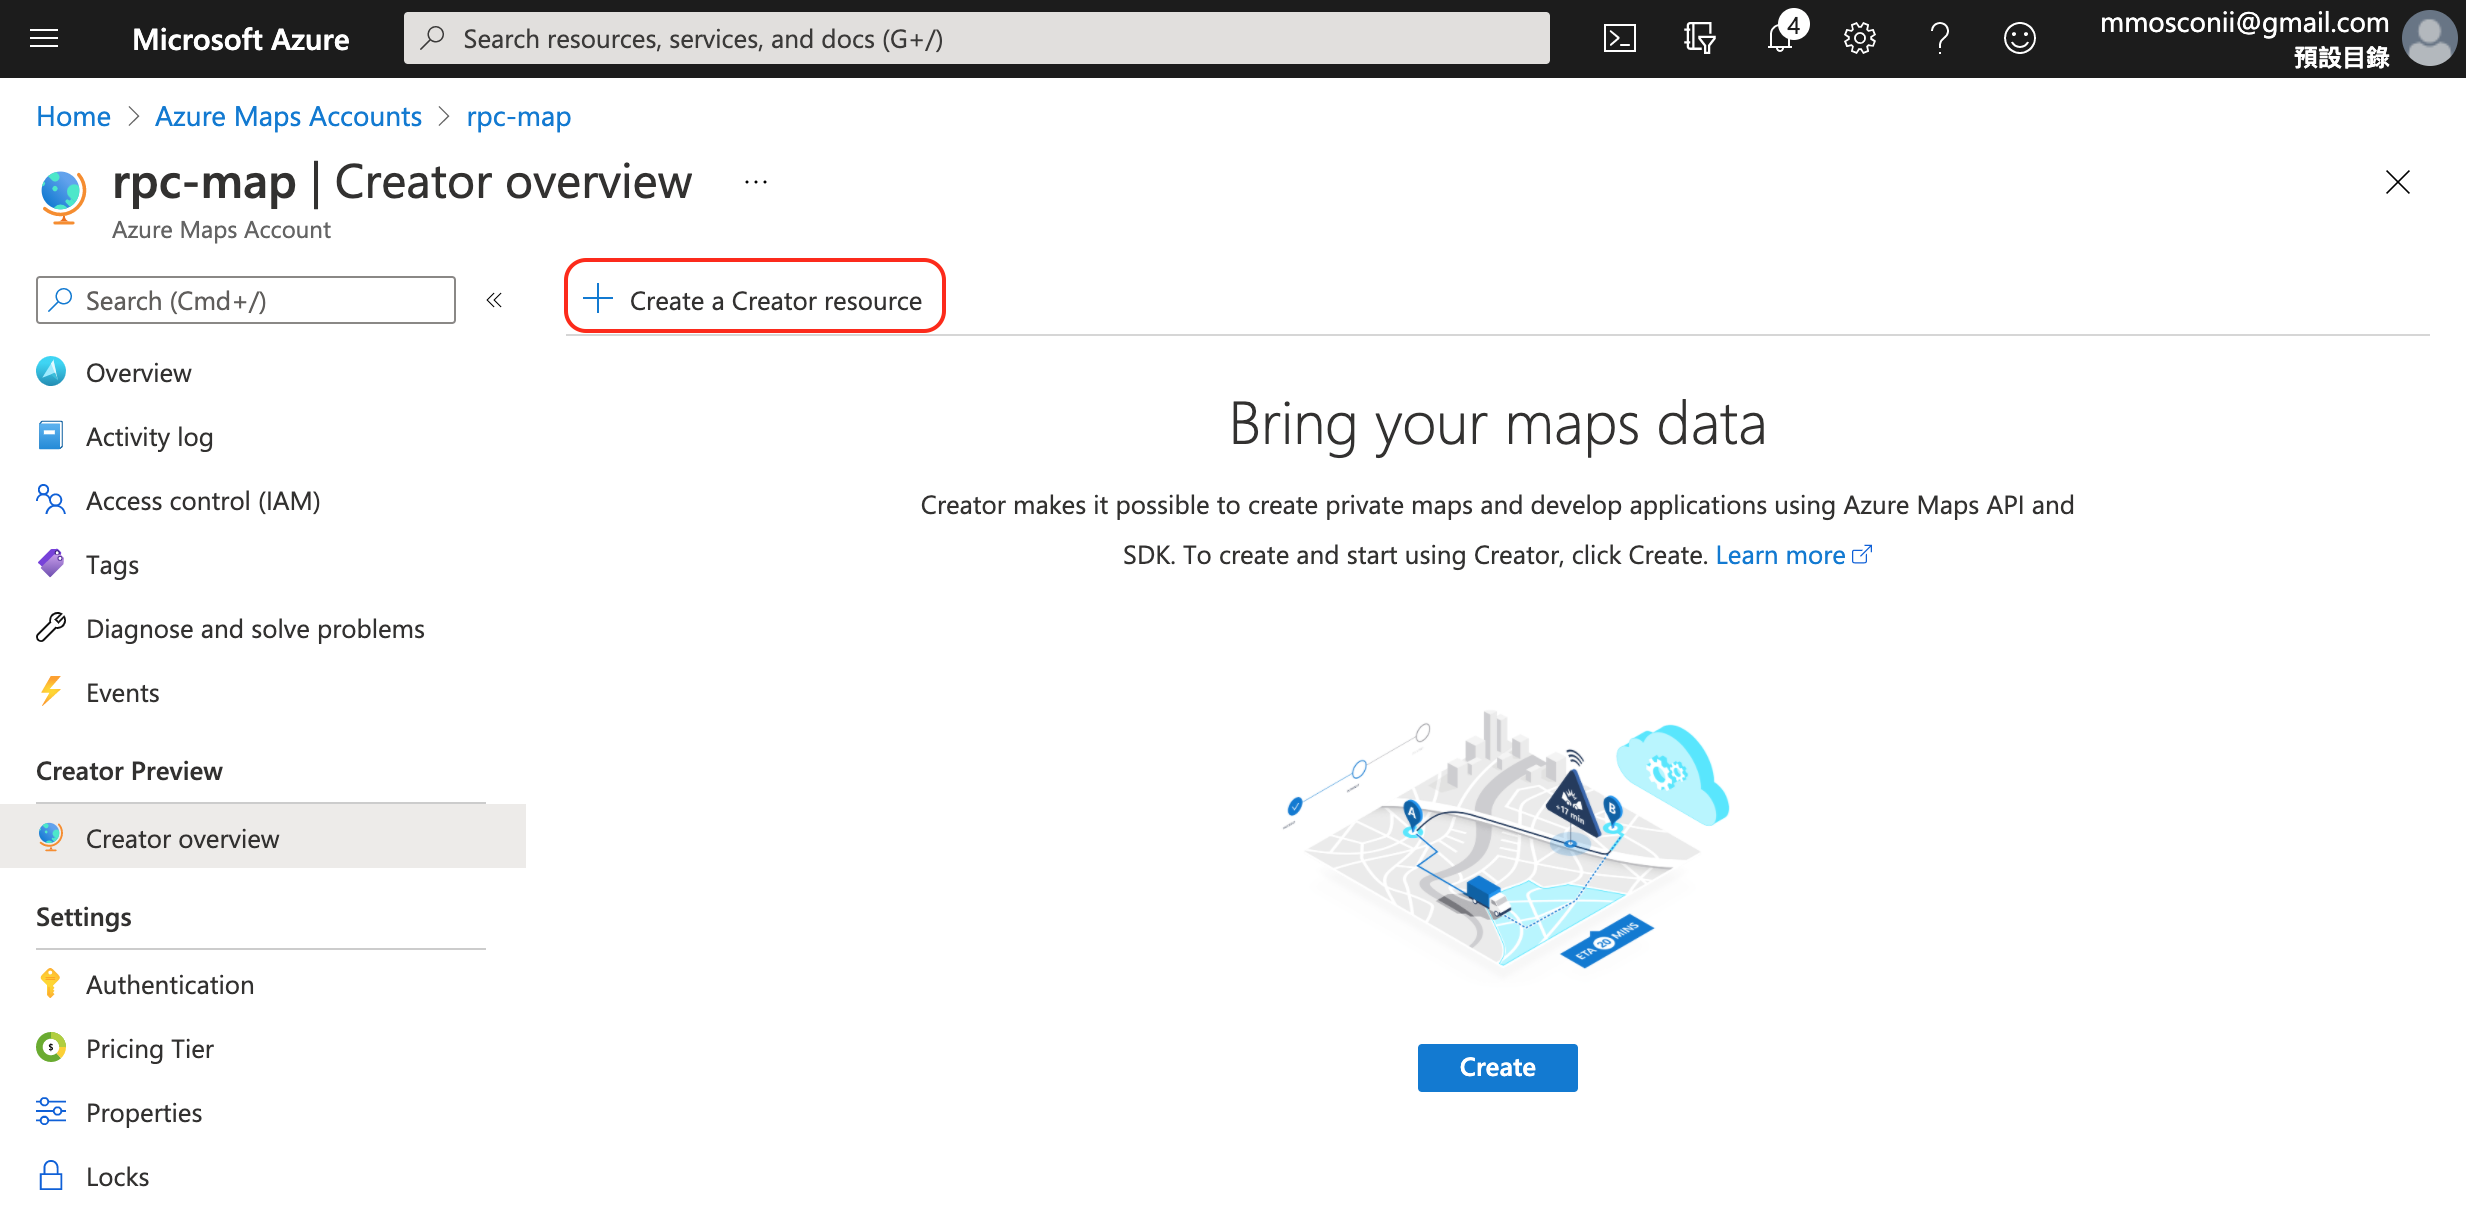 Microsoft Azure
Search resources, services, and docs (G+/)
4
mmosconii@gmail.com
預設目錄
Home > Azure Maps Accounts > rpc-map
rpc-map | Creator overview ...
Azure Maps Account
Search (Cmd+/)
«
Create a Creator resource
Overview
Activity log
Access control (IAM)
Tags
Diagnose and solve problems
Events
Creator Preview
Creator overview
Settings
Authentication
Pricing Tier
Properties
Locks
Bring your maps data
Creator makes it possible to create private maps and develop applications using Azure Maps API and
SDK. To create and start using Creator, click Create. Learn more
A
+17 min
B
ETA 20 MINS
Create